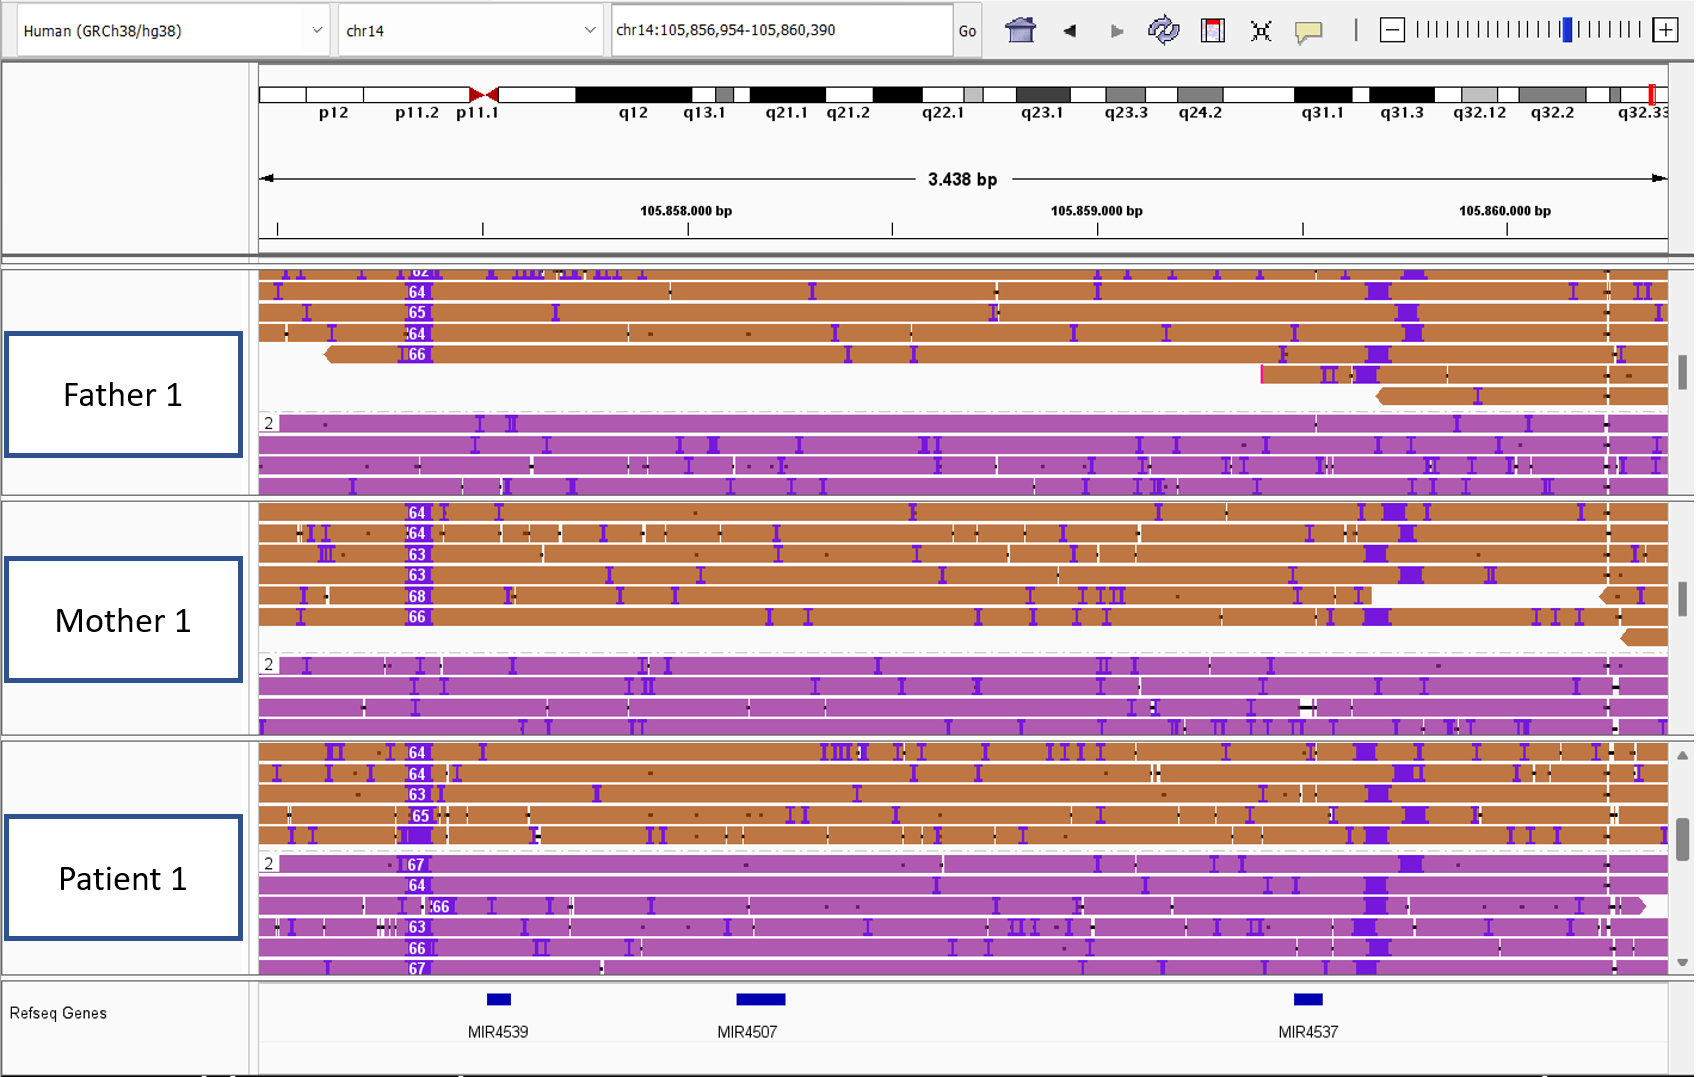 Human (GRCh38/hg38) chr14 chr14:105,856,954-105,860,390 Go
p12 p11.2 p11.1 q12 q13.1 q21.1 q21.2 q22.1 q23.1 q23.3 q24.2 q31.1 q31.3 q32.12 q32.2 q32.33
3.438 bp
105.858.000 bp 105.859.000 bp 105.860.000 bp
62
64
65
64
66
Father 1
2
64
64
63
63
68
66
Mother 1
2
64
64
63
65
2
67
64
66
63
66
67
Patient 1
Refseq Genes
MIR4539 MIR4507 MIR4537